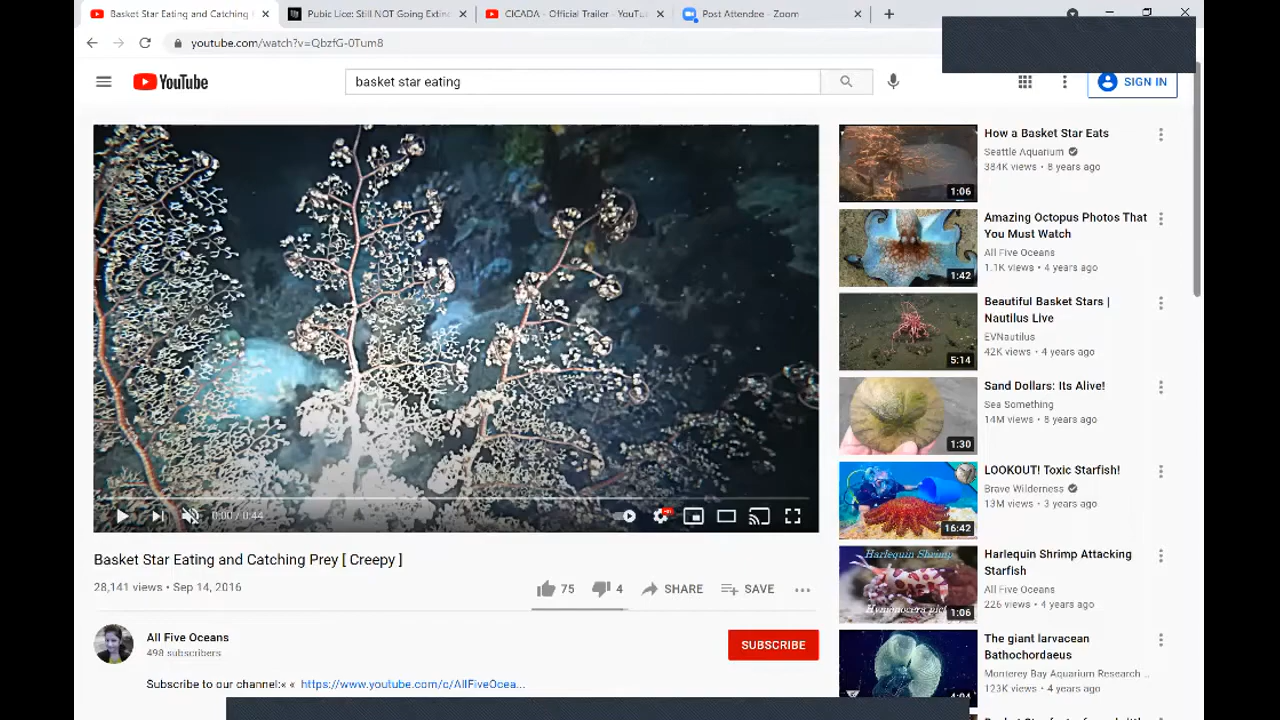 Basket Star Eating and Catching
Pubic Lice: Still NOT Going Extinc
CICADA - Official Trailer - YouTu
Post Attendee - Zoom
youtube.com/watch?v=QbzfG-0Tum8
YouTube
basket star eating
SIGN IN
0:00 / 0:44
Basket Star Eating and Catching Prey [ Creepy ]
28,141 views • Sep 14, 2016
75
4
SHARE
SAVE
All Five Oceans
498 subscribers
SUBSCRIBE
Subscribe to our channel:« « https://www.youtube.com/c/AllFiveOcea...
How a Basket Star Eats
Seattle Aquarium
384K views • 8 years ago
1:06
Amazing Octopus Photos That
You Must Watch
All Five Oceans
1.1K views • 4 years ago
1:42
Beautiful Basket Stars |
Nautilus Live
EVNautilus
42K views • 4 years ago
5:14
Sand Dollars: Its Alive!
Sea Something
14M views • 8 years ago
1:30
LOOKOUT! Toxic Starfish!
Brave Wilderness
13M views • 3 years ago
16:42
Harlequin Shrimp
Harlequin Shrimp Attacking
Starfish
All Five Oceans
226 views • 4 years ago
1:06
The giant larvacean
Bathochordaeus
Monterey Bay Aquarium Research ...
123K views • 4 years ago